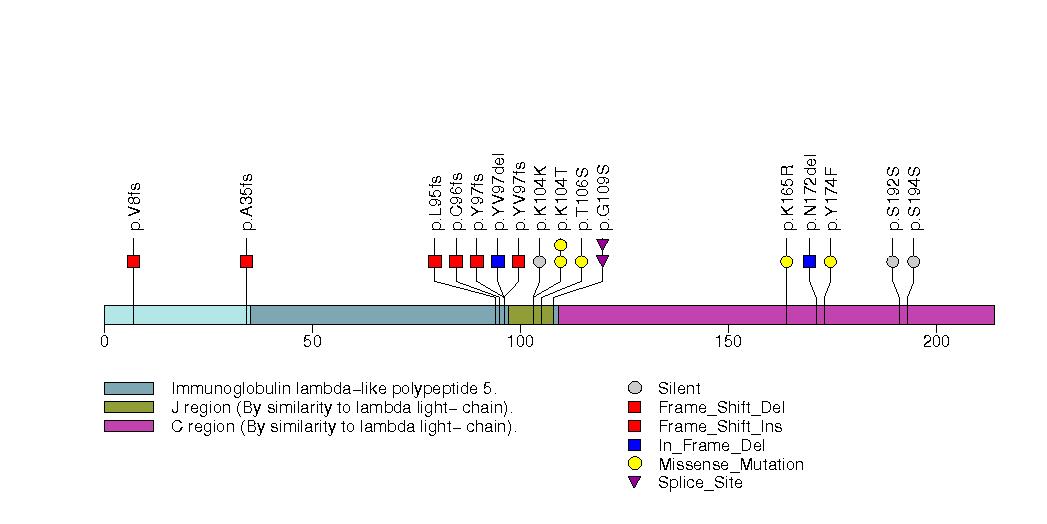 p.V8fs
p.A35fs
p.L95fs
p.C96fs
p.Y97fs
p.YV97del
p.YV97fs
p.K104K
p.K104T
p.T106S
p.G109S
p.K165R
p.N172del
p.Y174F
p.S192S
p.S194S
0 50 100 150 200
Immunoglobulin lambda-like polypeptide 5.
J region (By similarity to lambda light- chain).
C region (By similarity to lambda light- chain).
Silent
Frame_Shift_Del
Frame_Shift_Ins
In_Frame_Del
Missense_Mutation
Splice_Site